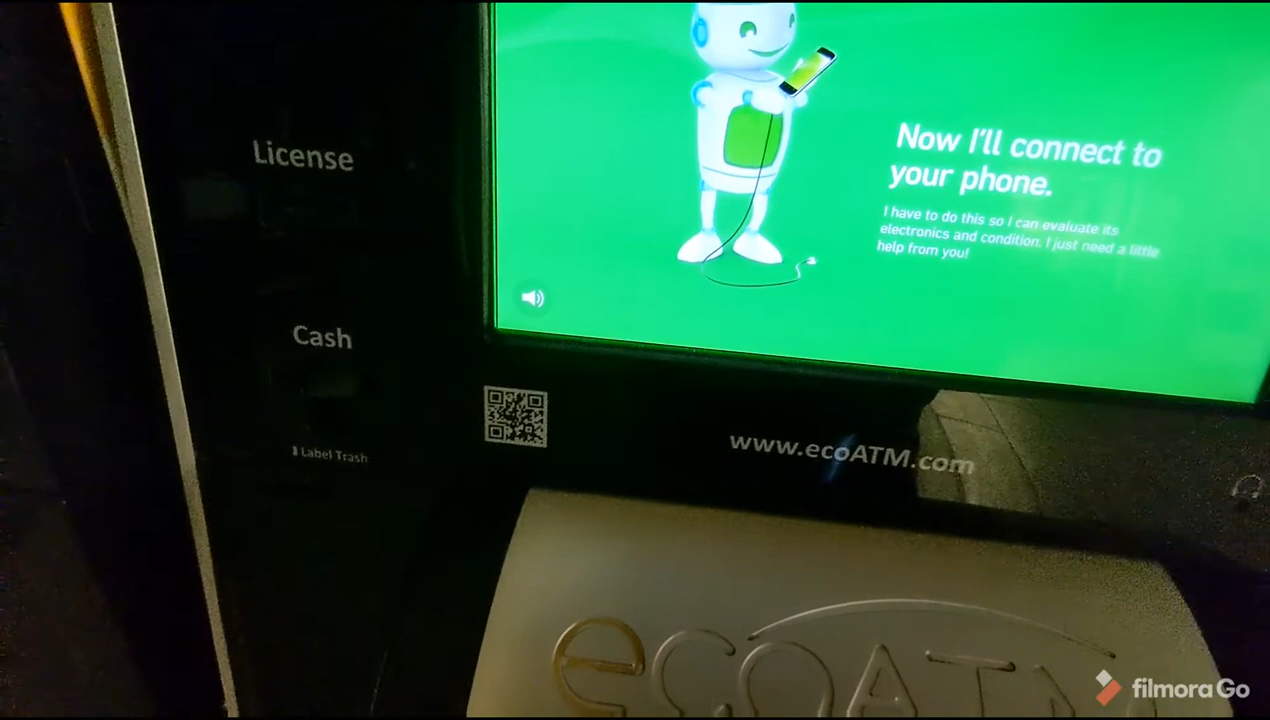 License
Now I'll connect to
your phone.
I have to do this so I can evaluate its
electronics and condition. I just need a little
help from you!
Cash
Label Trash
www.ecoATM.com
ecoATM
filmoraGo